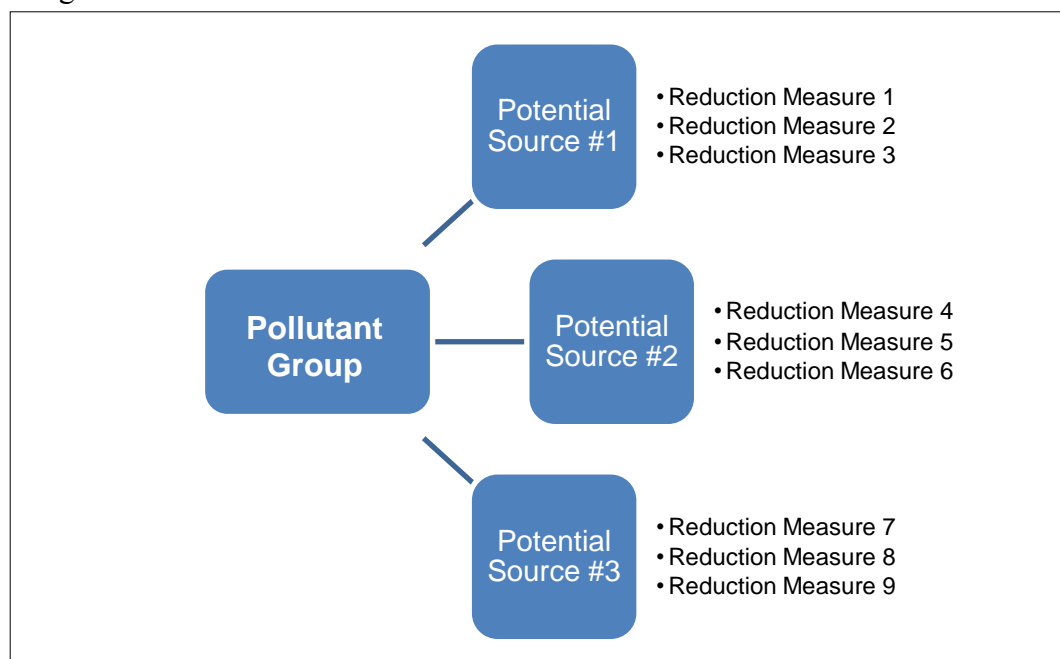 Potential
Source #1
• Reduction Measure 1
• Reduction Measure 2
• Reduction Measure 3
Pollutant
Group
Potential
Source #2
• Reduction Measure 4
• Reduction Measure 5
• Reduction Measure 6
Potential
Source #3
• Reduction Measure 7
• Reduction Measure 8
• Reduction Measure 9